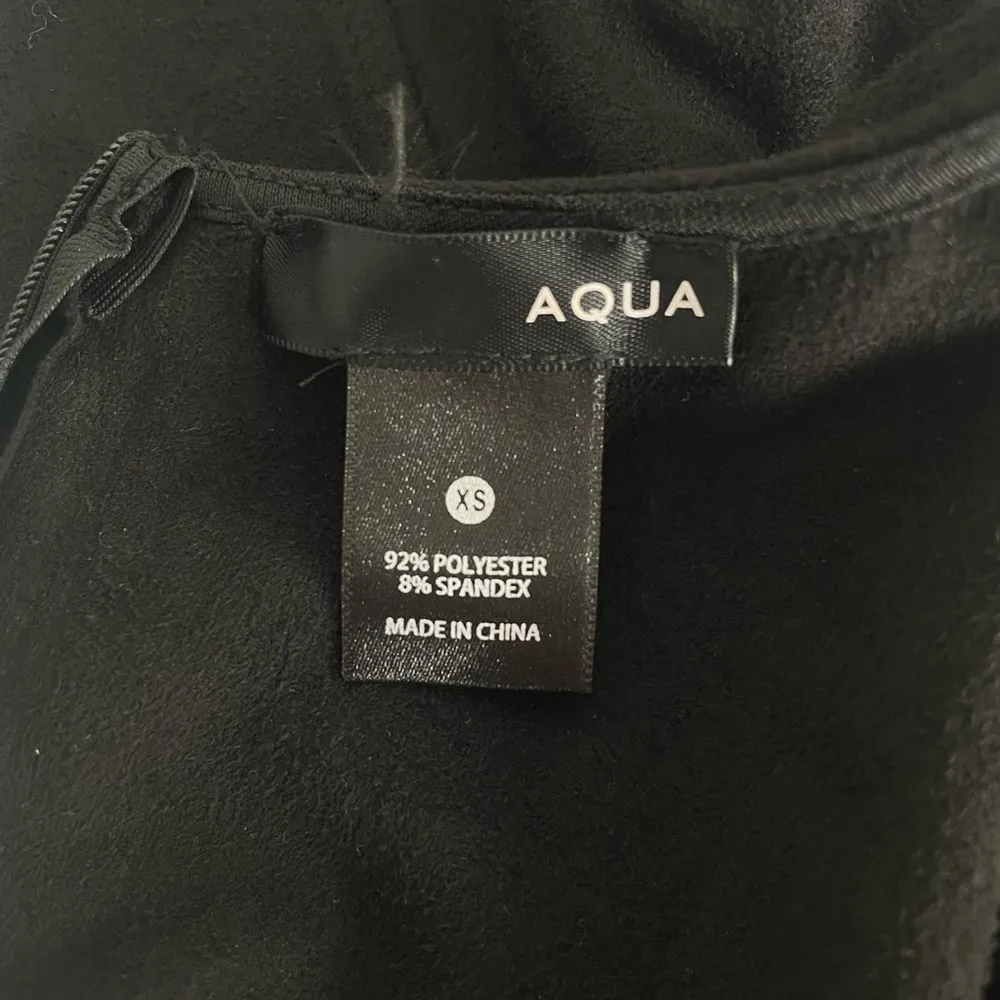 AQUA
XS
92% POLYESTER
8% SPANDEX
MADE IN CHINA